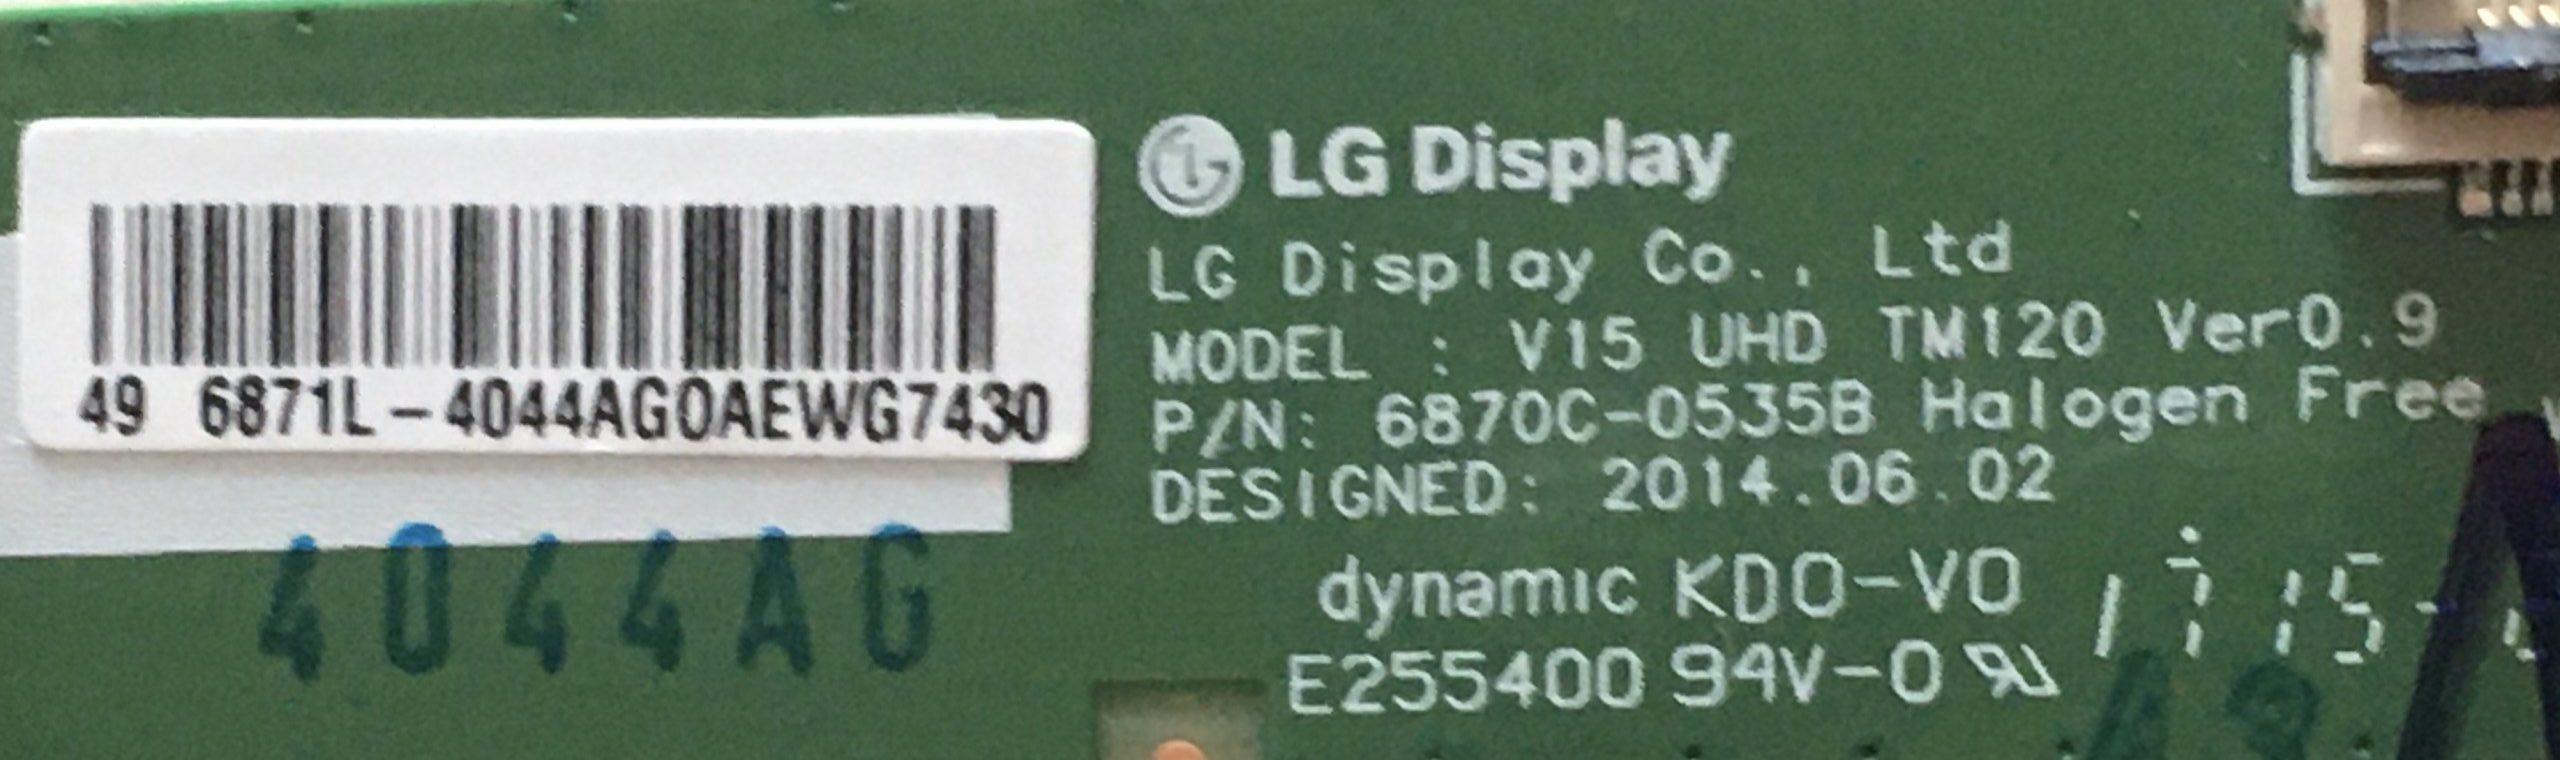 49 6871L-4044AG0AEWG7430
4044AG
LG Display
LG Display Co., Ltd
MODEL : V15 UHD TM120 Ver0.9
P/N: 6870C-0535B Halogen Free
DESIGNED: 2014.06.02
dynamic KDO-VO
E255400 94V-0
1715-